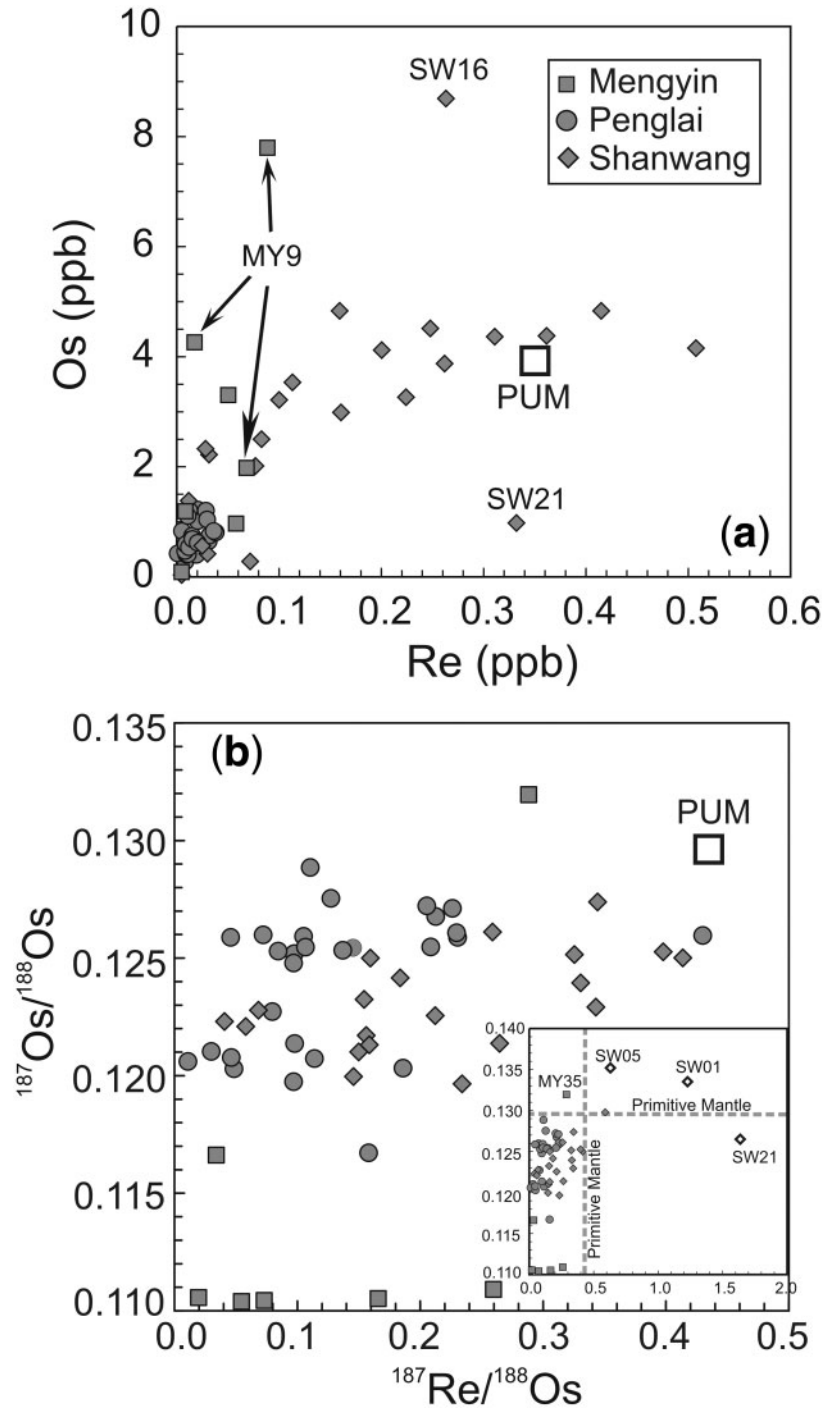 10
8
6
4
2
0
Os (ppb)
SW16
Mengyin
Penglai
Shanwang
MY9
PUM
SW21
(a)
0.0 0.1 0.2 0.3 0.4 0.5 0.6
Re (ppb)
0.135
0.130
0.125
0.120
0.115
0.110
187Os/188Os
(b)
PUM
0.140
0.135
0.130
0.125
0.120
0.115
0.110
SW05
SW01
MY35
Primitive Mantle
SW21
Primitive Mantle
0.0 0.5 1.0 1.5 2.0
0.0 0.1 0.2 0.3 0.4 0.5
187Re/188Os